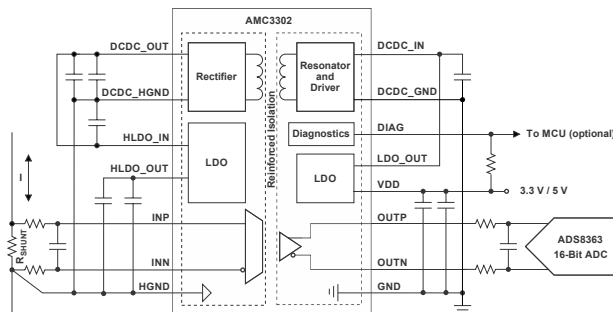 AMC3302
DCDC_OUT
DCDC_HGND
HLDO_IN
HLDO_OUT
INP
INN
HGND
I
RSHUNT
Rectifier
LDO
Reinforced Isolation
Resonator
and
Driver
Diagnostics
LDO
DCDC_IN
DCDC_GND
DIAG
LDO_OUT
VDD
OUTP
OUTN
GND
To MCU (optional)
3.3 V / 5 V
ADS8363
16-Bit ADC